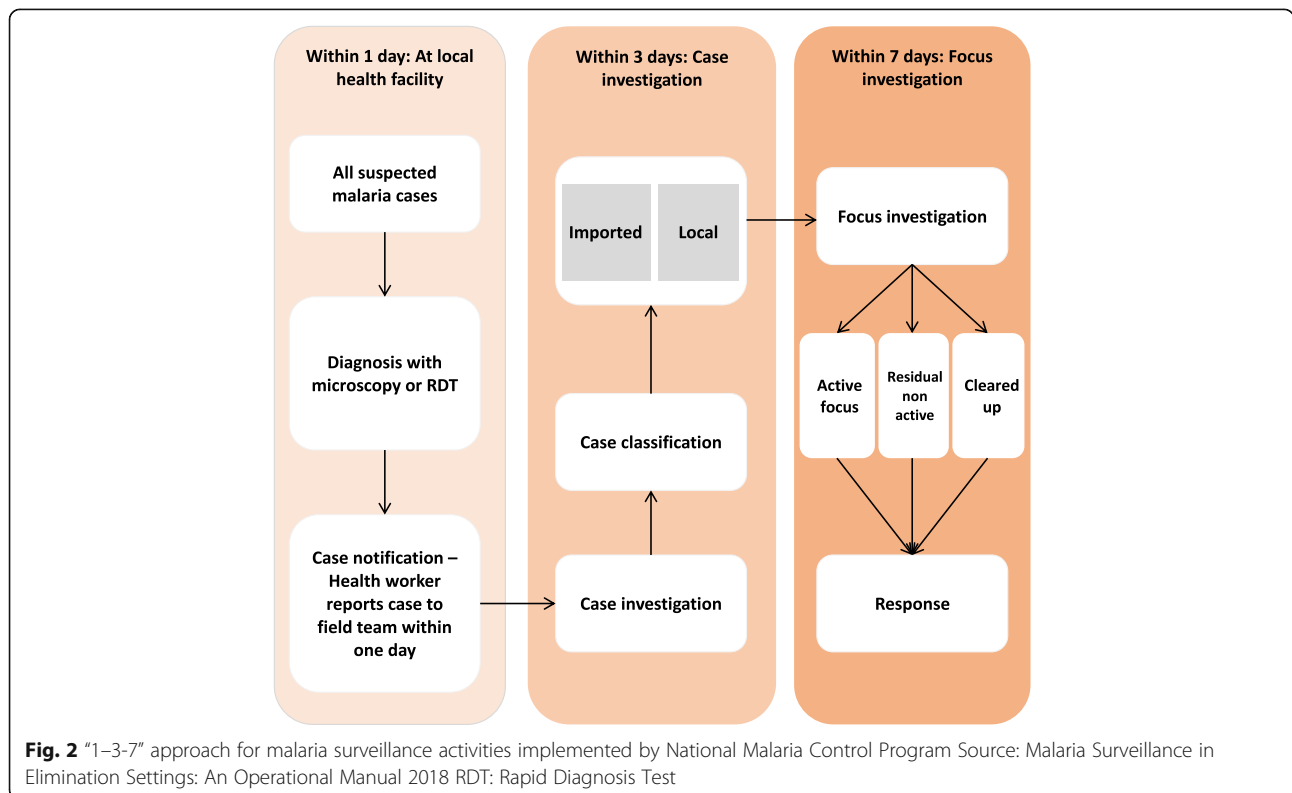 Within 1 day: At local
health facility
All suspected
malaria cases
Diagnosis with
microscopy or RDT
Case notification –
Health worker
reports case to
field team within
one day
Within 3 days: Case
investigation
Imported
Local
Case classification
Case investigation
Within 7 days: Focus
investigation
Focus investigation
Active
focus
Residual
non
active
Cleared
up
Response
Fig. 2 “1–3-7” approach for malaria surveillance activities implemented by National Malaria Control Program Source: Malaria Surveillance in
Elimination Settings: An Operational Manual 2018 RDT: Rapid Diagnosis Test